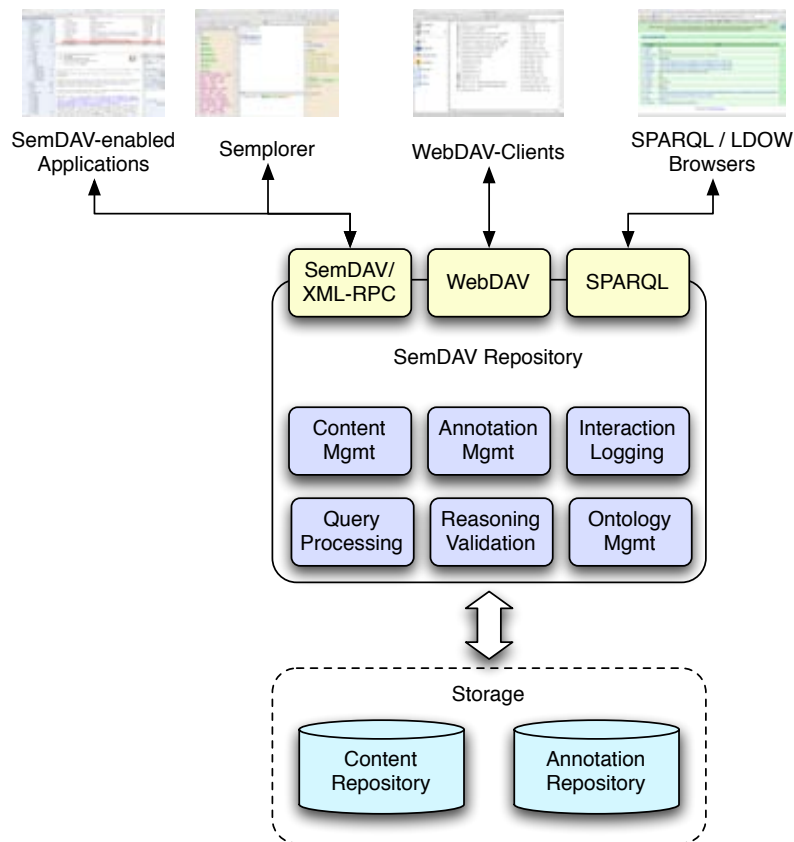 SemDAV-enabled
Applications
Semplorer
WebDAV-Clients
SPARQL / LDOW
Browsers
SemDAV/
XML-RPC
WebDAV
SPARQL
SemDAV Repository
Content
Mgmt
Annotation
Mgmt
Interaction
Logging
Query
Processing
Reasoning
Validation
Ontology
Mgmt
Storage
Content
Repository
Annotation
Repository